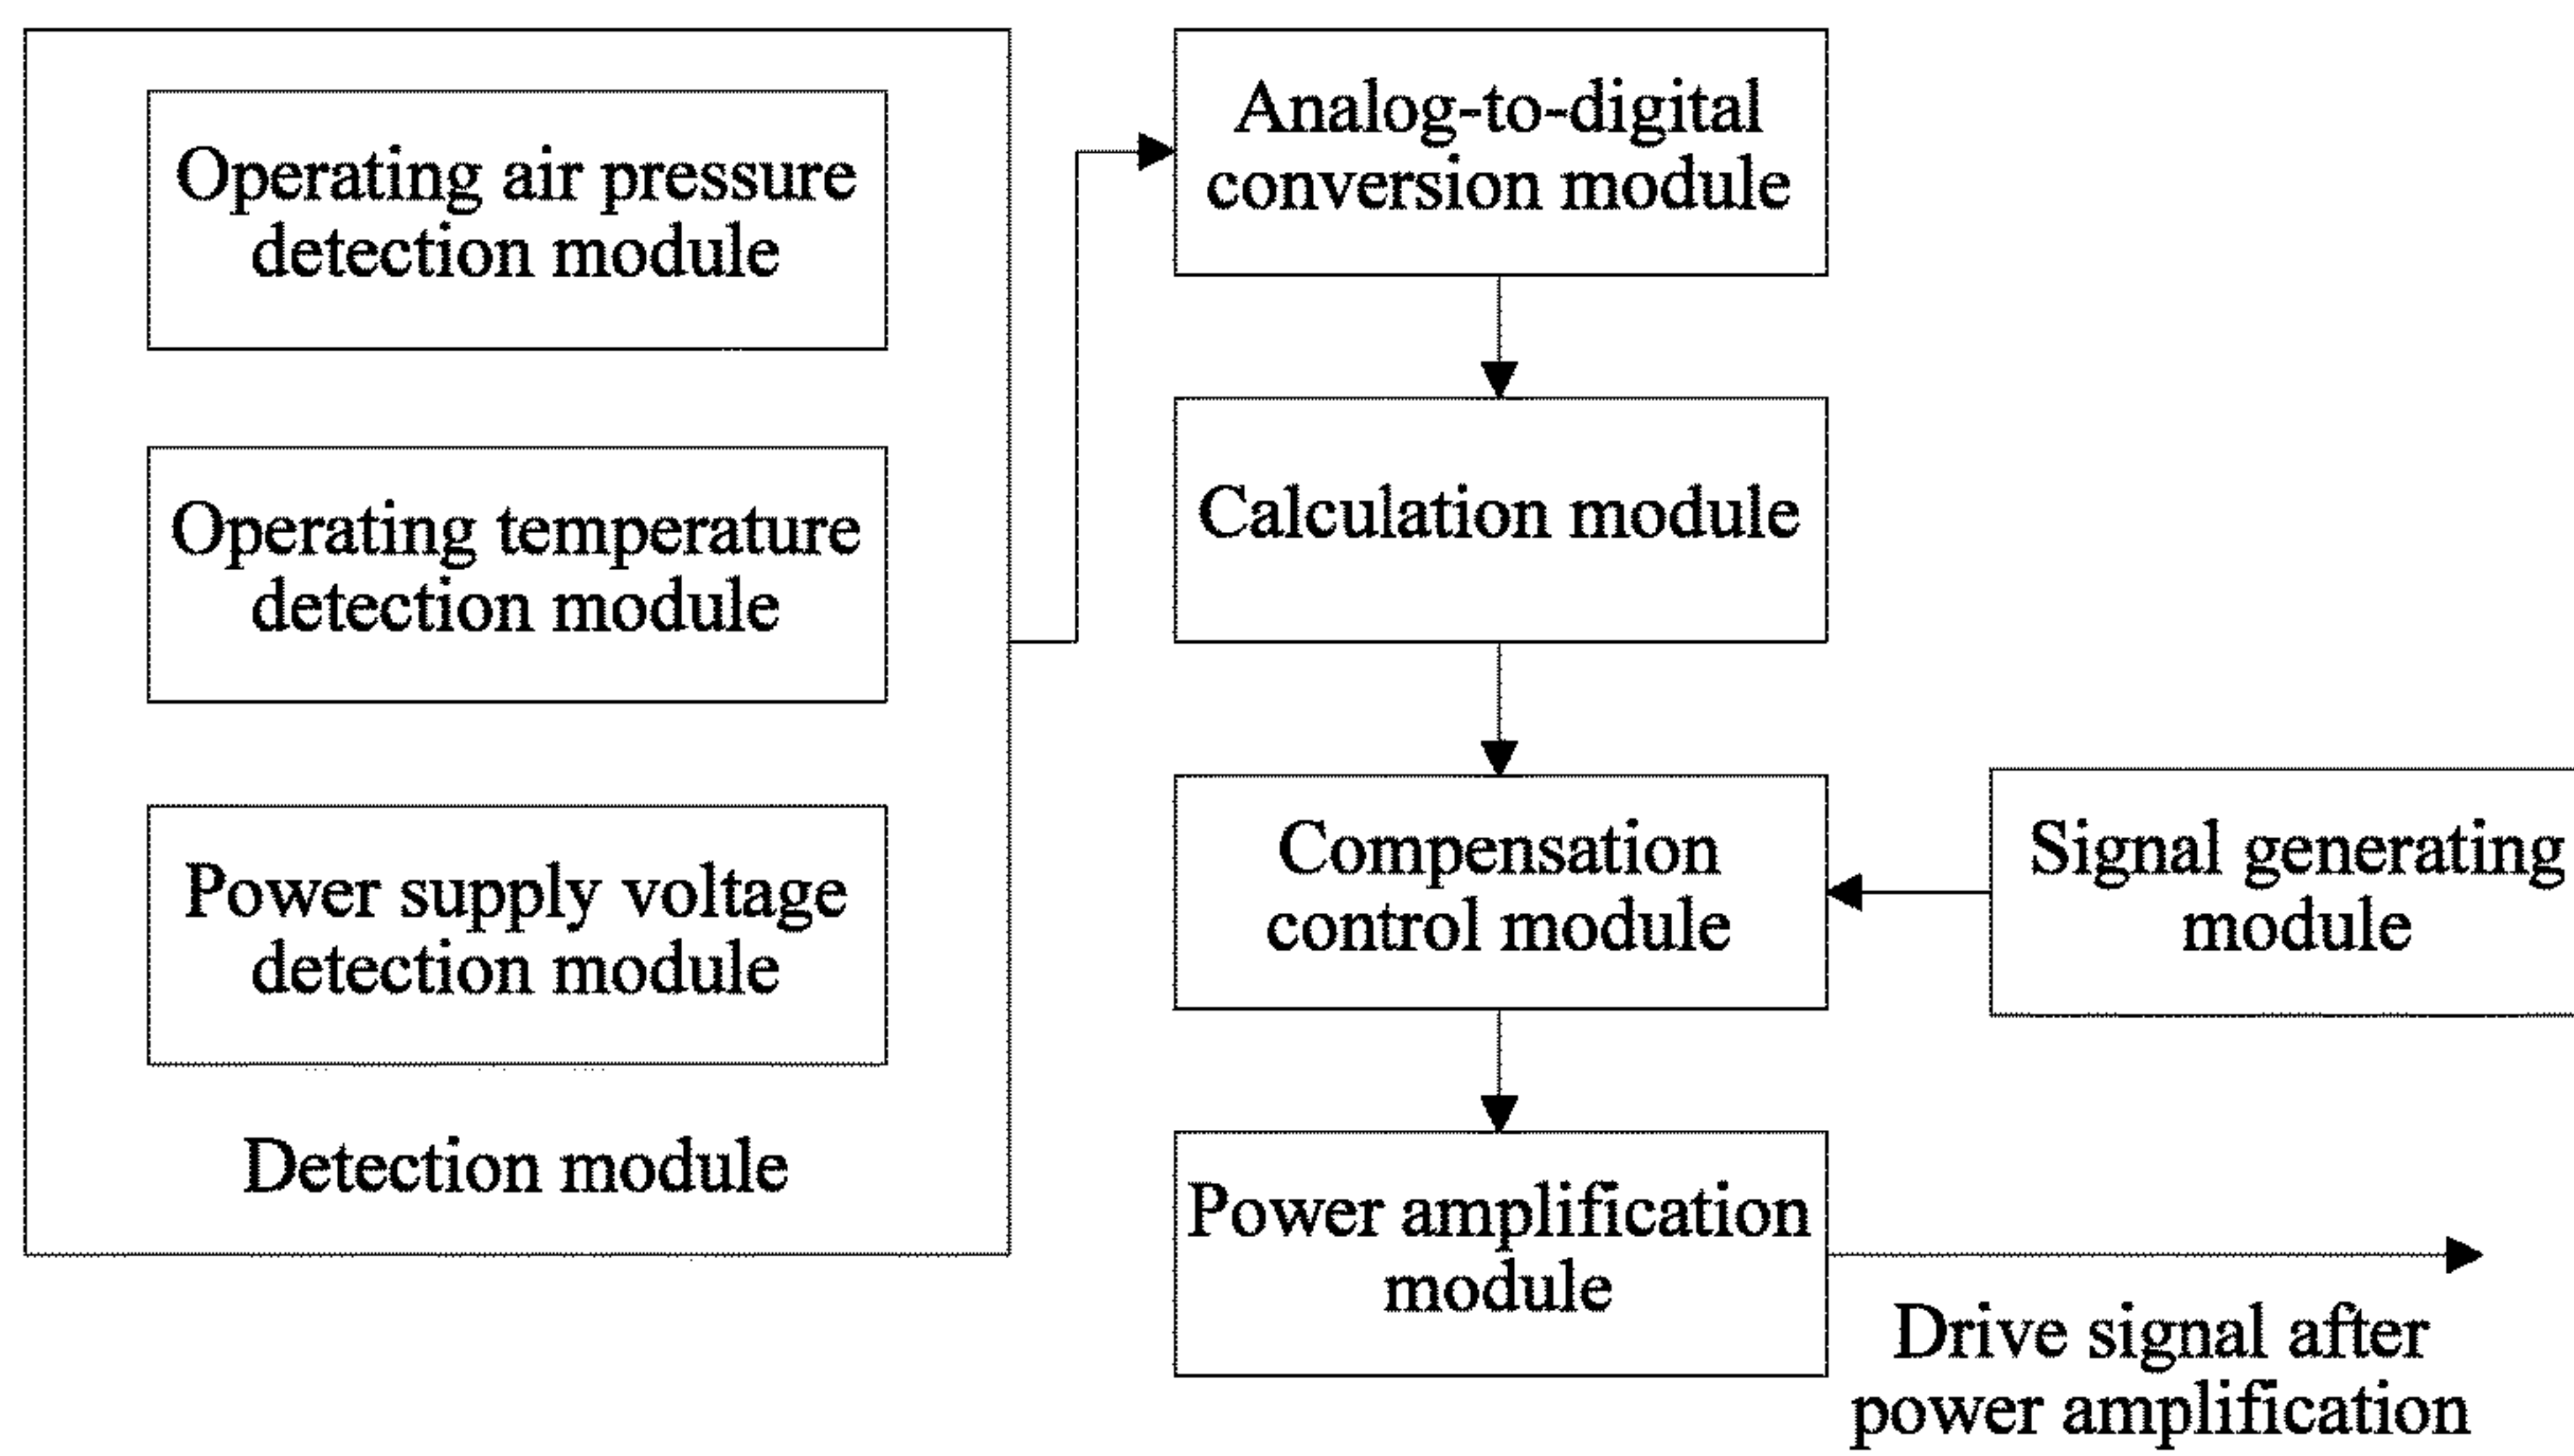 Operating air pressure
detection module
Operating temperature
detection module
Power supply voltage
detection module
Detection module
Analog-to-digital
conversion module
Calculation module
Compensation
control module
Signal generating
module
Power amplification
module
Drive signal after
power amplification